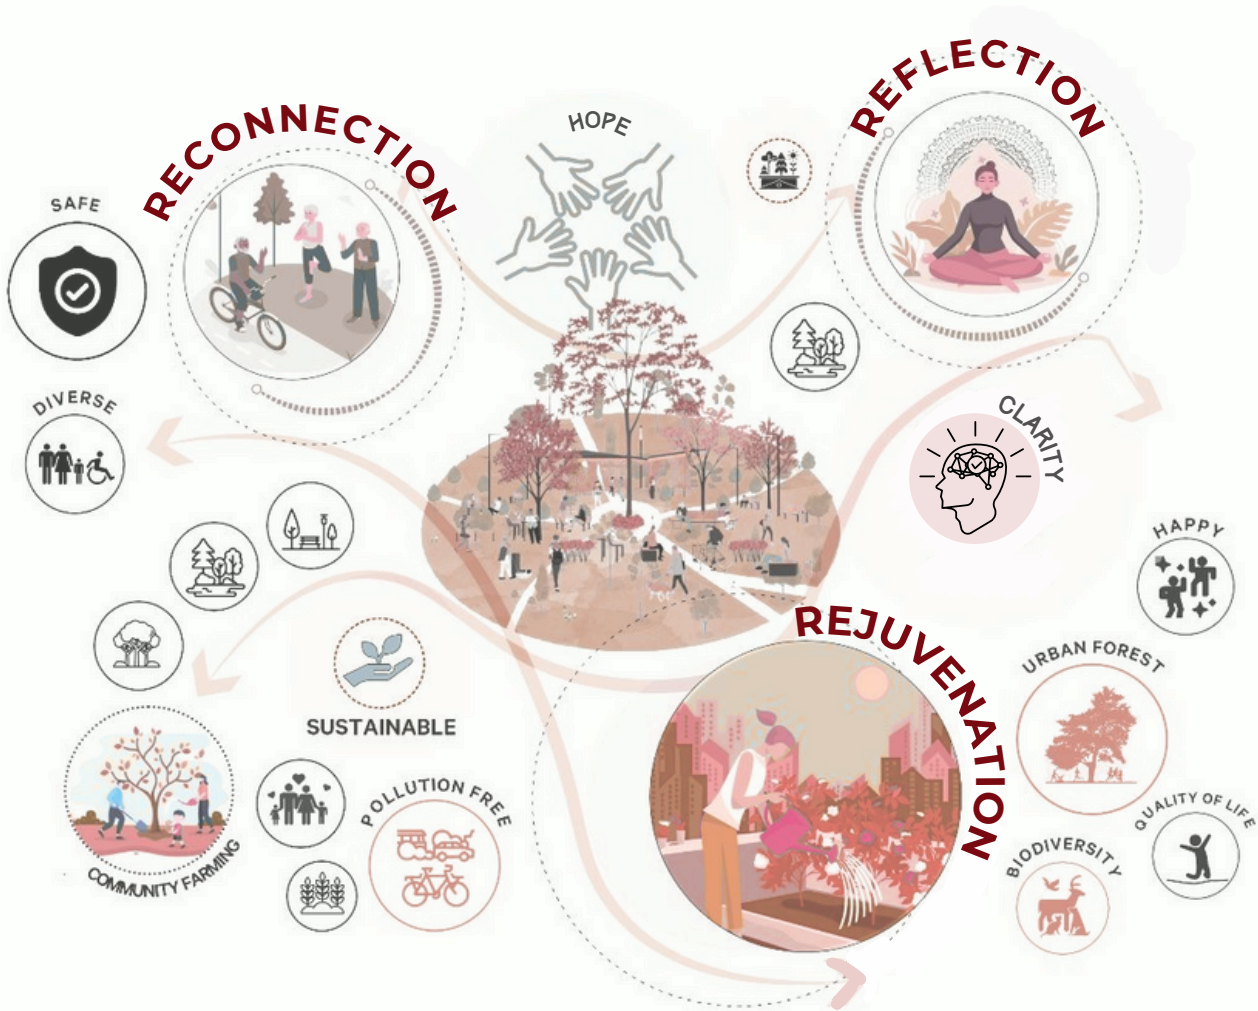 REFLECTION
RECONNECTION
HOPE
SAFE
DIVERSE
CLARITY
HAPPY
REJUVENATION
URBAN FOREST
SUSTAINABLE
POLLUTION FREE
QUALITY OF LIFE
BIODIVERSITY
COMMUNITY FARMING